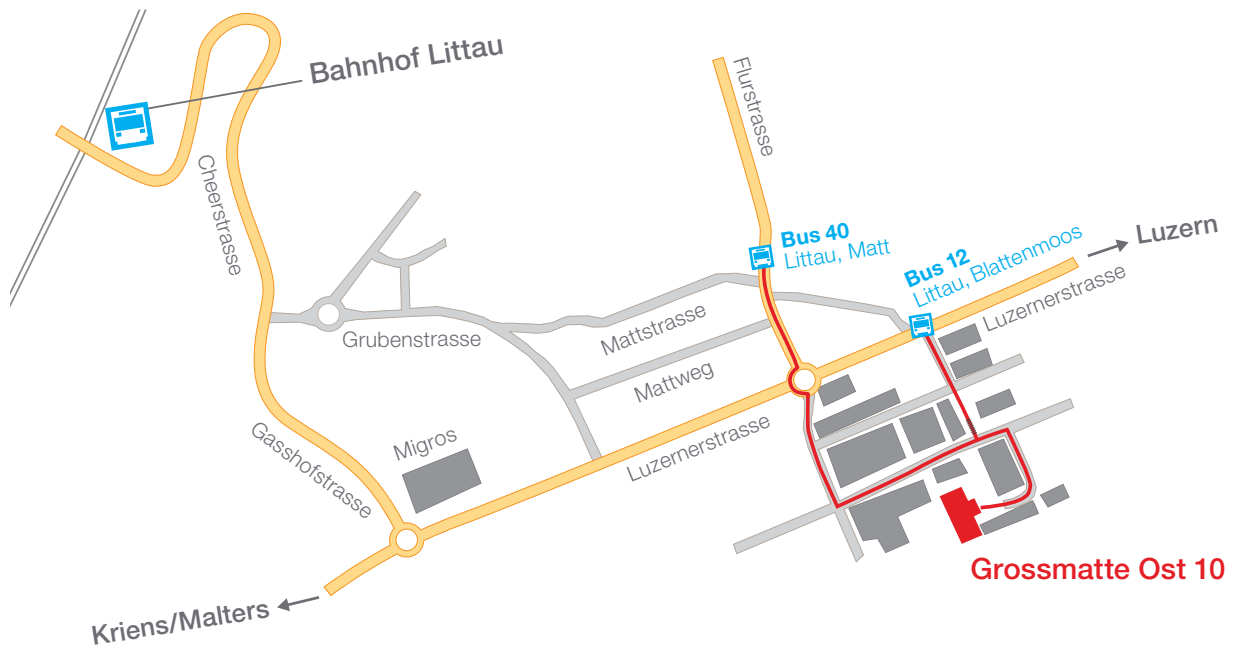 Bahnhof Littau
Flurstrasse
Cheerstrasse
Bus 40
Littau, Matt
Bus 12
Littau, Blattenmoos
Luzern
Luzernerstrasse
Grubenstrasse
Mattstrasse
Mattweg
Luzernerstrasse
Migros
Gasshofstrasse
Grossmatte Ost 10
Kriens/Malters